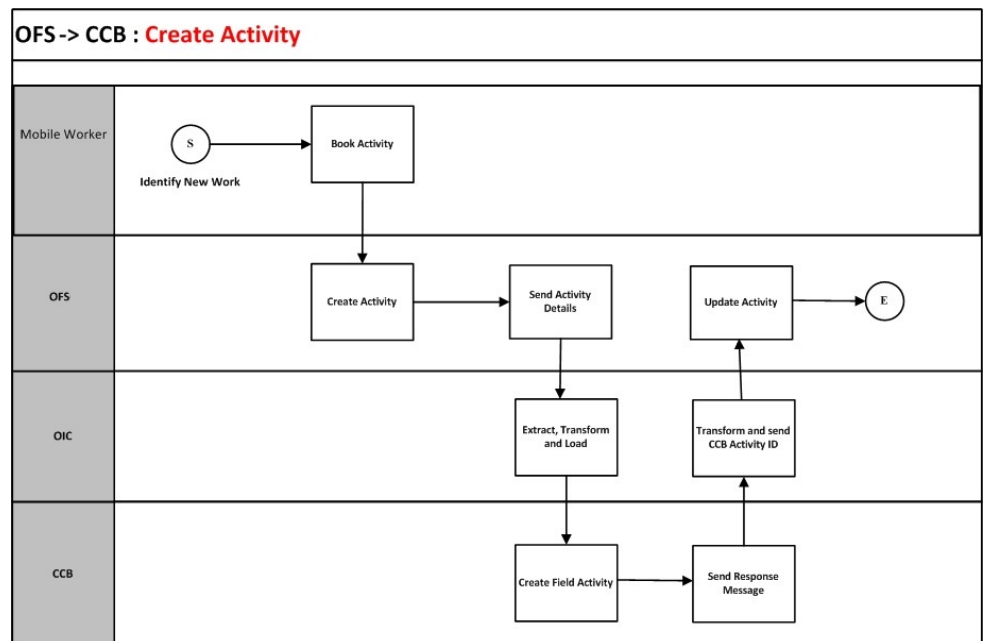 OFS-> CCB : Create Activity
Mobile Worker
S
Identify New Work
Book Activity
OFS
Create Activity
Send Activity
Details
Update Activity
E
OIC
Extract, Transform
and Load
Transform and send
CCB Activity ID
CCB
Create Field Activity
Send Response
Message